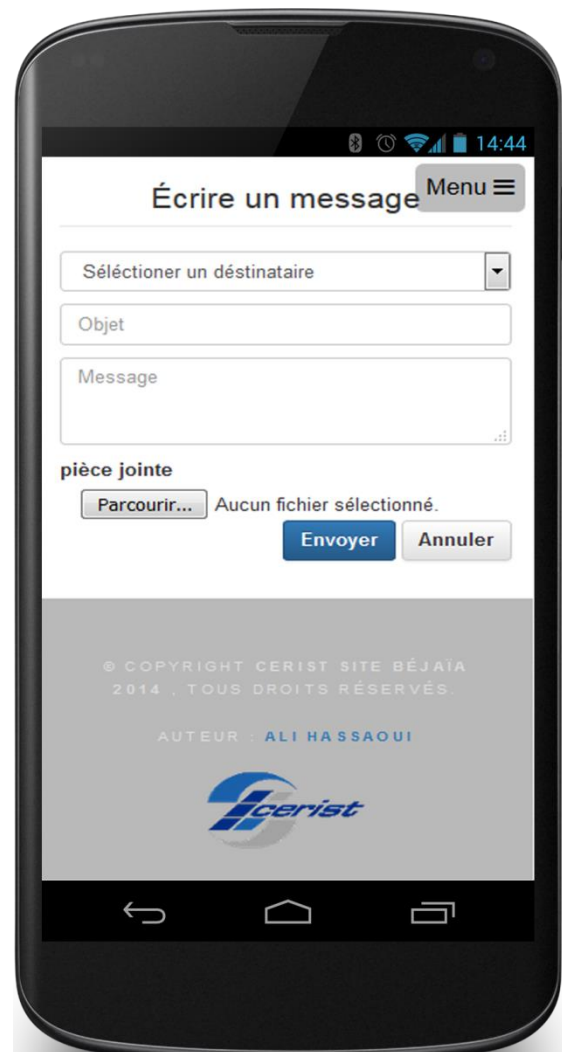 14:44
Écrire un message
Menu
Séléctioner un déstinataire
Objet
Message
pièce jointe
Parcourir... Aucun fichier sélectionné.
Envoyer Annuler
© COPYRIGHT CERIST SITE BÉJAÏA
2014 , TOUS DROITS RÉSERVÉS.
AUTEUR : ALI HASSAOUI
cerist